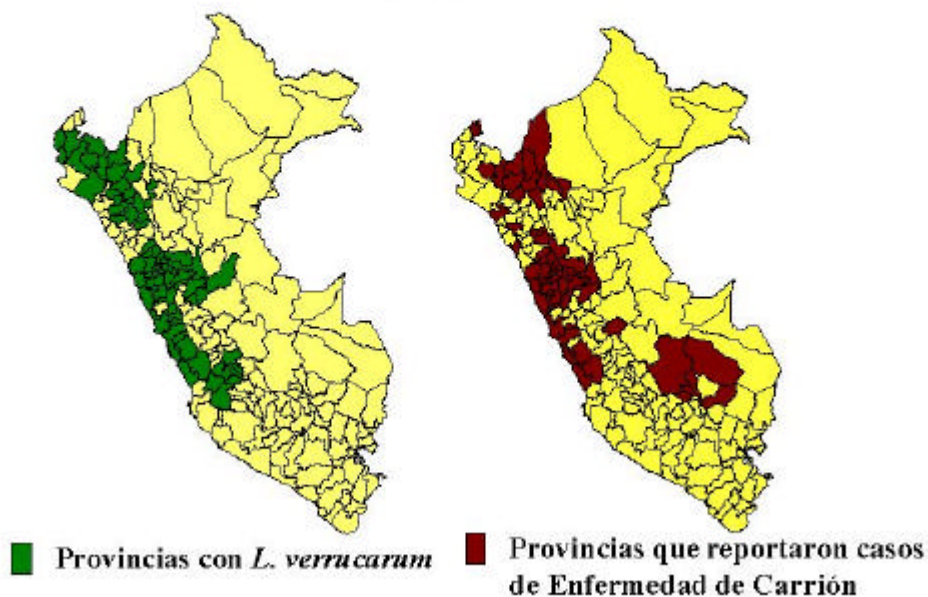 Provincias con L. verrucarum
Provincias que reportaron casos
de Enfermedad de Carrión